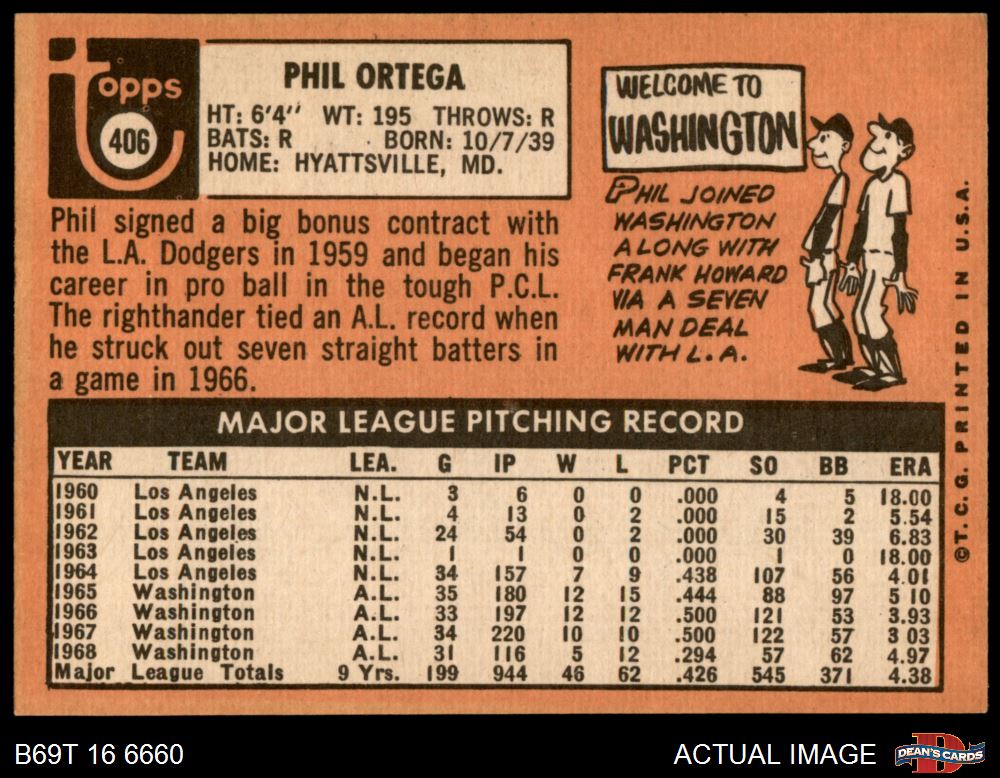 topps
406
PHIL ORTEGA
HT: 6'4'' WT: 195 THROWS: R
BATS: R BORN: 10/7/39
HOME: HYATTSVILLE, MD.
Phil signed a big bonus contract with
the L.A. Dodgers in 1959 and began his
career in pro ball in the tough P.C.L.
The righthander tied an A.L. record when
he struck out seven straight batters in
a game in 1966.
WELCOME TO
WASHINGTON
PHIL JOINED
WASHINGTON
ALONG WITH
FRANK HOWARD
VIA A SEVEN
MAN DEAL
WITH L.A.
©T.C.G. PRINTED IN U.S.A.
MAJOR LEAGUE PITCHING RECORD
YEAR TEAM LEA. G IP W L PCT SO BB ERA
1960 Los Angeles N.L. 3 6 0 0 .000 4 5 18.00
1961 Los Angeles N.L. 4 13 0 2 .000 15 2 5.54
1962 Los Angeles N.L. 24 54 0 2 .000 30 39 6.83
1963 Los Angeles N.L. 1 1 0 0 .000 1 0 18.00
1964 Los Angeles N.L. 34 157 7 9 .438 107 56 4.01
1965 Washington A.L. 35 180 12 15 .444 88 97 5 10
1966 Washington A.L. 33 197 12 12 .500 121 53 3.93
1967 Washington A.L. 34 220 10 10 .500 122 57 3 03
1968 Washington A.L. 31 116 5 12 .294 57 62 4.97
Major League Totals 9 Yrs. 199 944 46 62 .426 545 371 4.38
B69T 16 6660
ACTUAL IMAGE
DEAN'S CARDS